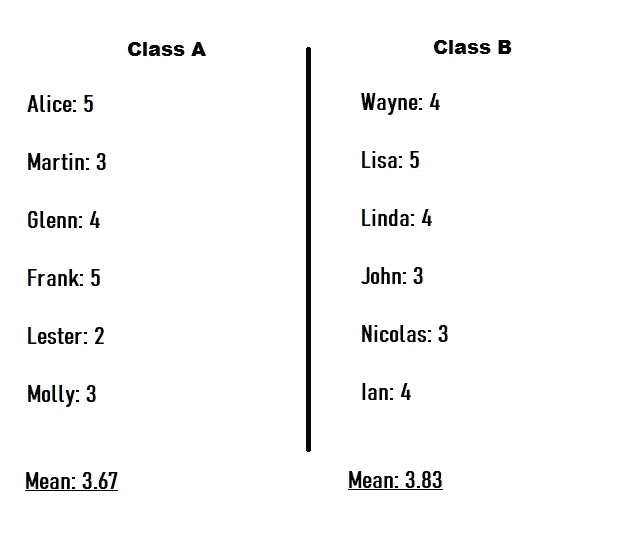 Class A
Alice: 5
Martin: 3
Glenn: 4
Frank: 5
Lester: 2
Molly: 3
Mean: 3.67
Class B
Wayne: 4
Lisa: 5
Linda: 4
John: 3
Nicolas: 3
Ian: 4
Mean: 3.83